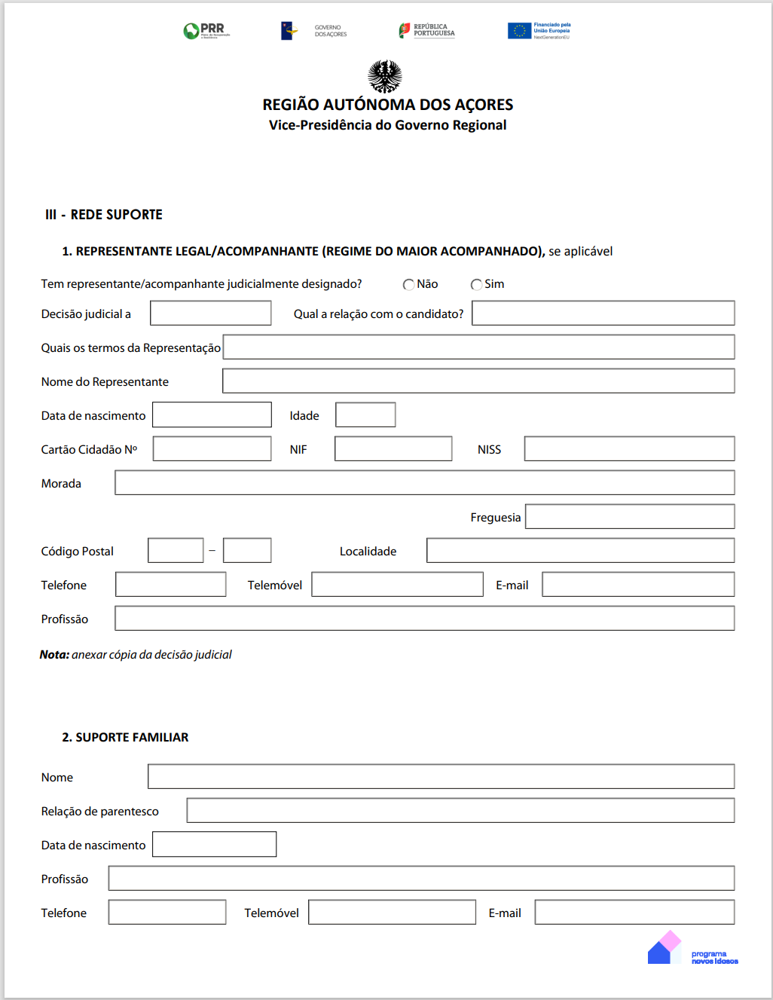 PRR
Plano de Recuperação
e Resiliência
GOVERNO
DOS AÇORES
REPÚBLICA
PORTUGUESA
Financiado pela
União Europeia
NextGenerationEU
REGIÃO AUTÓNOMA DOS AÇORES
Vice-Presidência do Governo Regional
III - REDE SUPORTE
1. REPRESENTANTE LEGAL/ACOMPANHANTE (REGIME DO MAIOR ACOMPANHADO), se aplicável
Tem representante/acompanhante judicialmente designado? Não Sim
Decisão judicial a Qual a relação com o candidato?
Quais os termos da Representação
Nome do Representante
Data de nascimento Idade
Cartão Cidadão Nº NIF NISS
Morada
Freguesia
Código Postal – Localidade
Telefone Telemóvel E-mail
Profissão
Nota: anexar cópia da decisão judicial
2. SUPORTE FAMILIAR
Nome
Relação de parentesco
Data de nascimento
Profissão
Telefone Telemóvel E-mail
programa
novos idosos